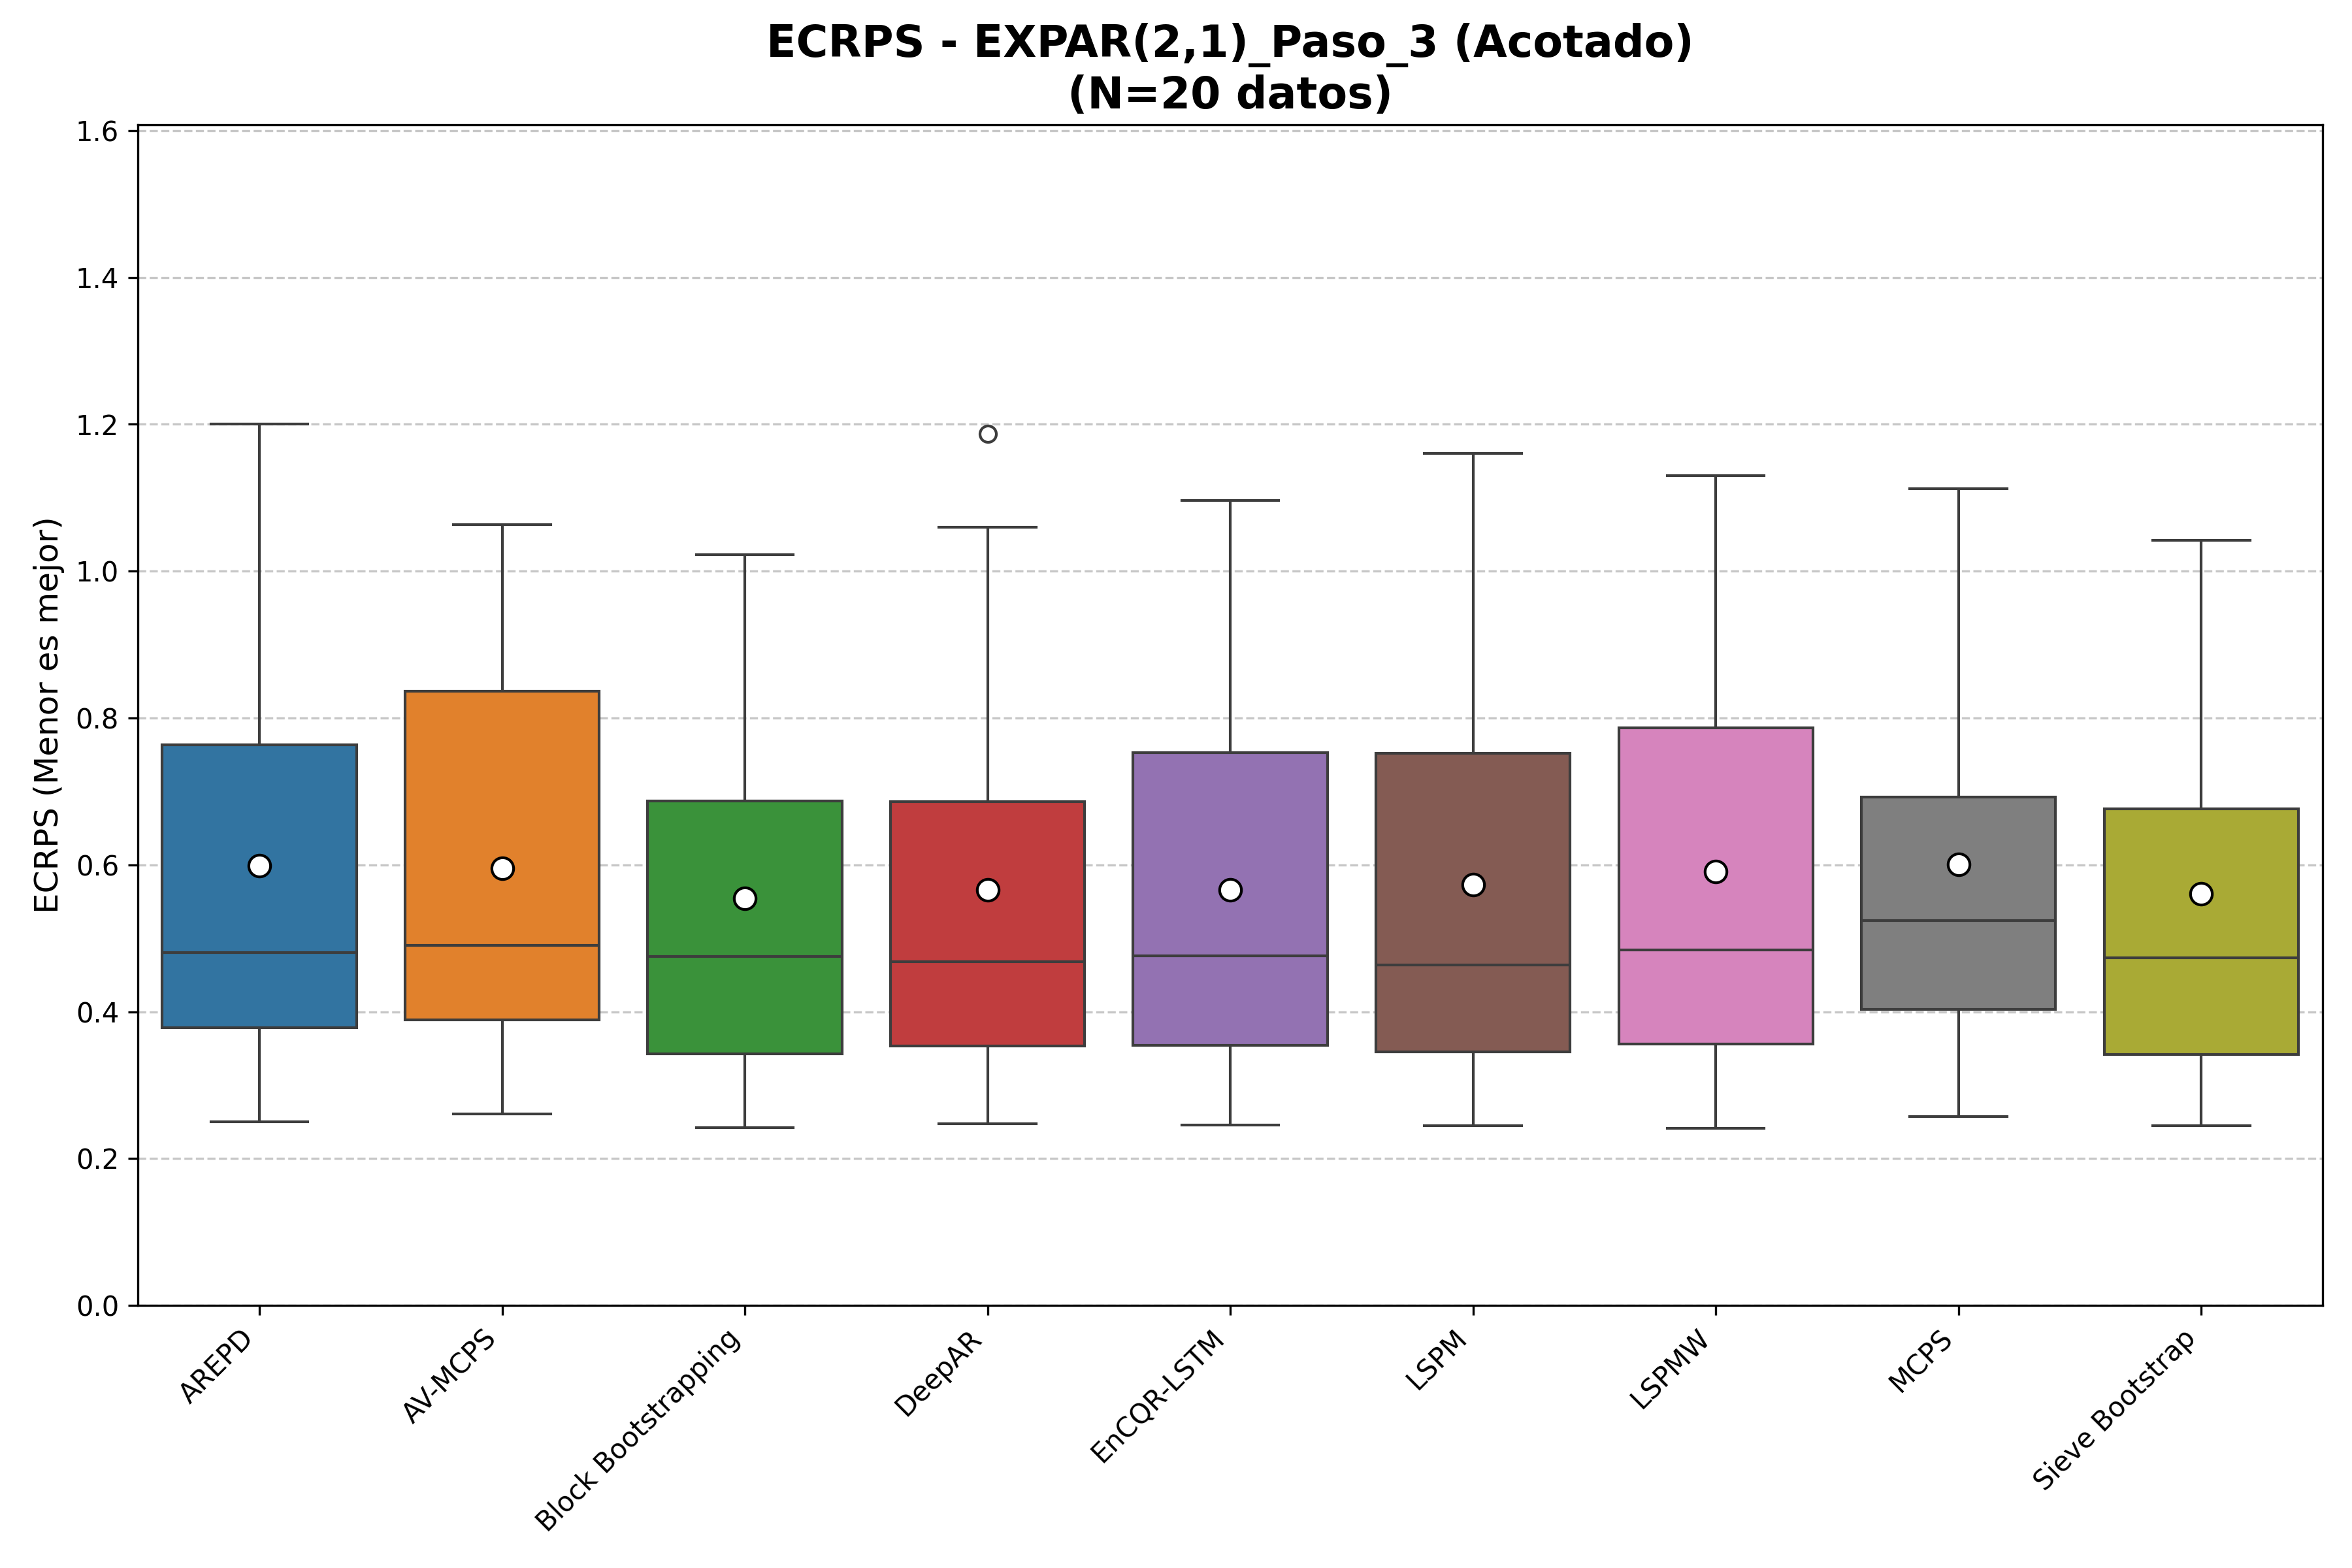 ECRPS - EXPAR(2,1)_Paso_3 (Acotado)
(N=20 datos)
ECRPS (Menor es mejor)
1.6
1.4
1.2
1.0
0.8
0.6
0.4
0.2
0.0
AREPD
AV-MCPS
Block Bootstrapping
DeepAR
EnCQR-LSTM
LSPM
LSPMW
MCPS
Sieve Bootstrap